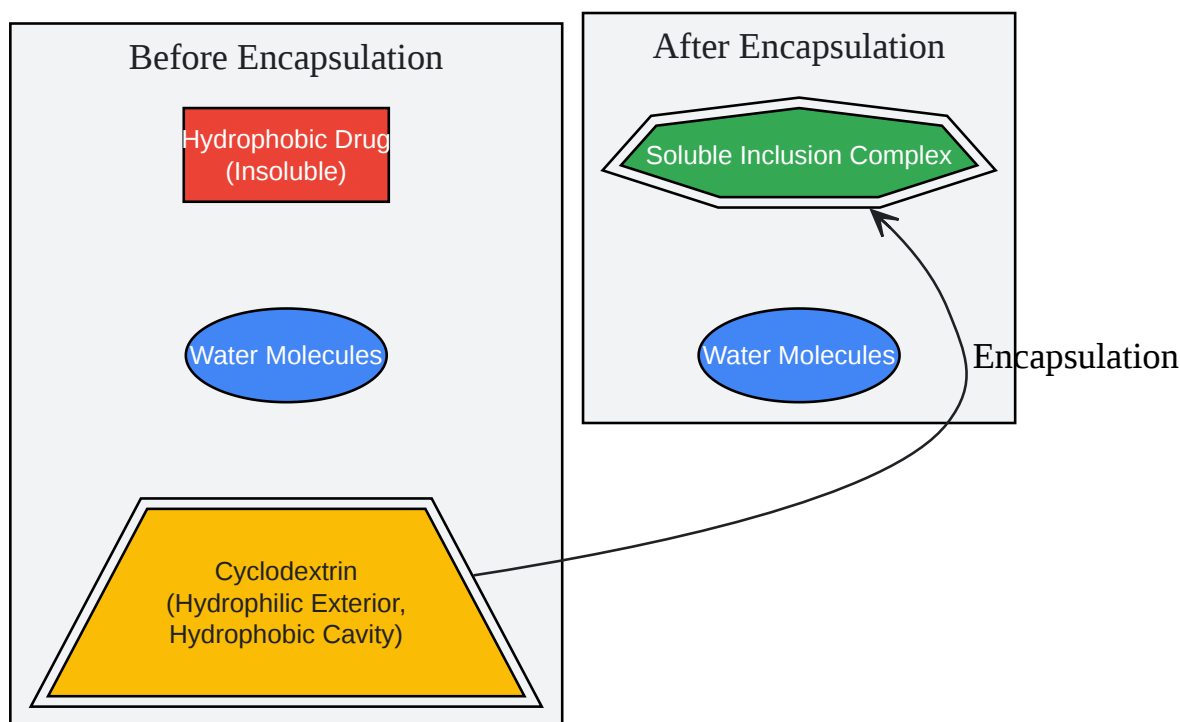 Before Encapsulation
Hydrophobic Drug
(Insoluble)
Water Molecules
Cyclodextrin
(Hydrophilic Exterior,
Hydrophobic Cavity)
After Encapsulation
Soluble Inclusion Complex
Water Molecules
Encapsulation